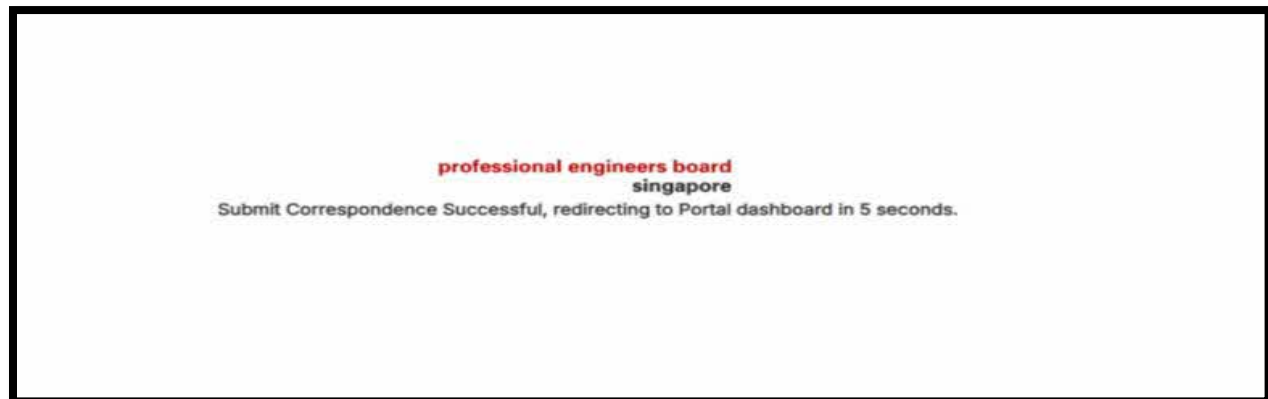 professional engineers board
singapore
Submit Correspondence Successful, redirecting to Portal dashboard in 5 seconds.